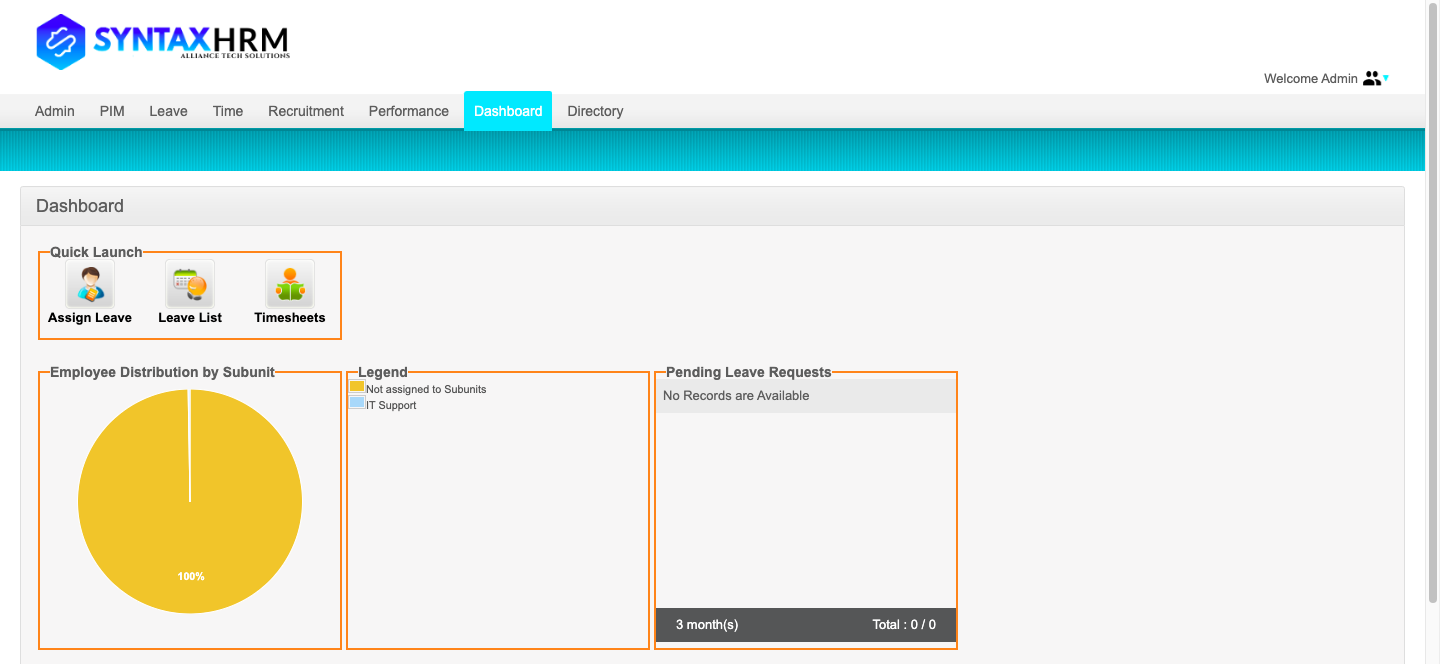 SYNTAXHRM
ALLIANCE TECH SOLUTIONS
Welcome Admin
Admin PIM Leave Time Recruitment Performance Dashboard Directory
Dashboard
Quick Launch
Assign Leave Leave List Timesheets
Employee Distribution by Subunit
100%
Legend
Not assigned to Subunits
IT Support
Pending Leave Requests
No Records are Available
3 month(s) Total : 0 / 0